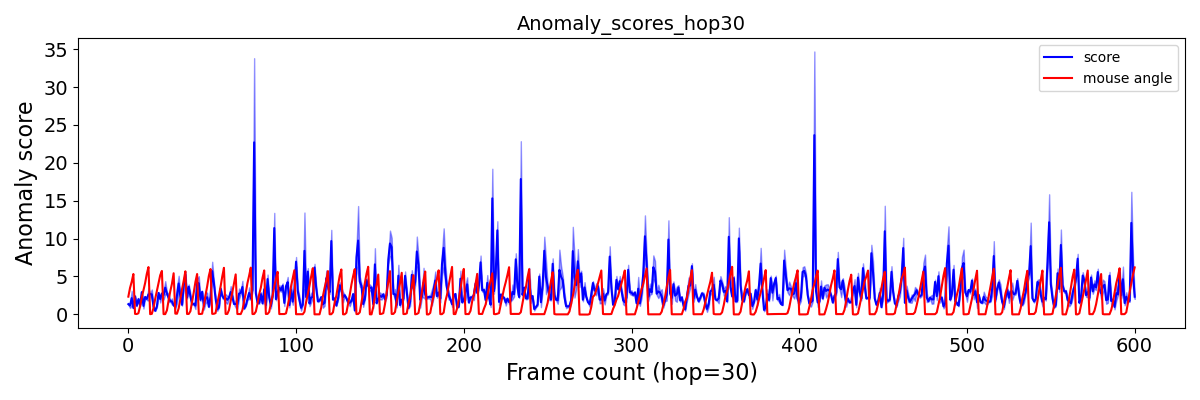 Anomaly_scores_hop30
Anomaly score
35
30
25
20
15
10
5
0
score
mouse angle
0 100 200 300 400 500 600
Frame count (hop=30)